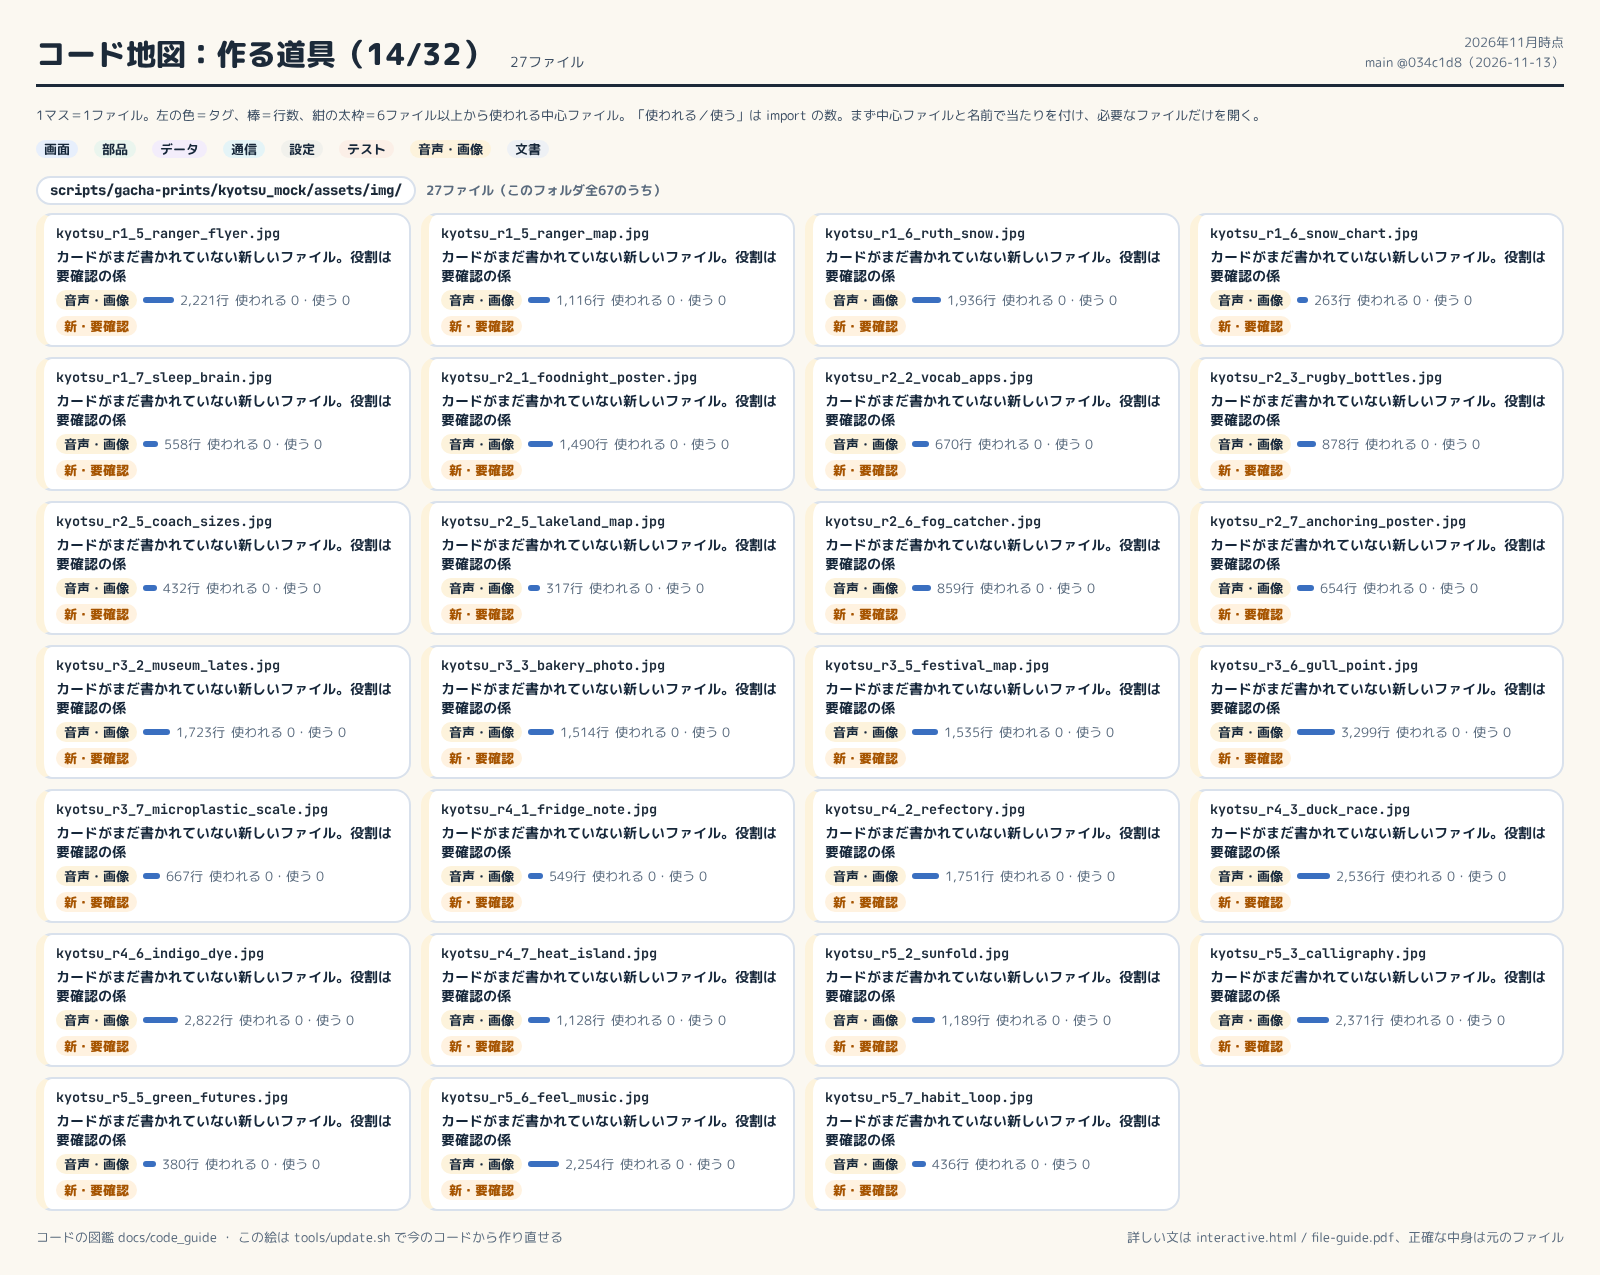 コード地図：作る道具（14/32） 27ファイル
2026年11月時点
main @034c1d8（2026-11-13）
1マス＝1ファイル。左の色＝タグ、棒＝行数、紺の太枠＝6ファイル以上から使われる中心ファイル。「使われる／使う」は import の数。まず中心ファイルと名前で当たりを付け、必要なファイルだけを開く。
画面 部品 データ 通信 設定 テスト 音声・画像 文書
scripts/gacha-prints/kyotsu_mock/assets/img/ 27ファイル（このフォルダ全67のうち）
kyotsu_r1_5_ranger_flyer.jpg
カードがまだ書かれていない新しいファイル。役割は
要確認の係
音声・画像 2,221行 使われる 0 · 使う 0
新・要確認
kyotsu_r1_5_ranger_map.jpg
カードがまだ書かれていない新しいファイル。役割は
要確認の係
音声・画像 1,116行 使われる 0 · 使う 0
新・要確認
kyotsu_r1_6_ruth_snow.jpg
カードがまだ書かれていない新しいファイル。役割は
要確認の係
音声・画像 1,936行 使われる 0 · 使う 0
新・要確認
kyotsu_r1_6_snow_chart.jpg
カードがまだ書かれていない新しいファイル。役割は
要確認の係
音声・画像 263行 使われる 0 · 使う 0
新・要確認
kyotsu_r1_7_sleep_brain.jpg
カードがまだ書かれていない新しいファイル。役割は
要確認の係
音声・画像 558行 使われる 0 · 使う 0
新・要確認
kyotsu_r2_1_foodnight_poster.jpg
カードがまだ書かれていない新しいファイル。役割は
要確認の係
音声・画像 1,490行 使われる 0 · 使う 0
新・要確認
kyotsu_r2_2_vocab_apps.jpg
カードがまだ書かれていない新しいファイル。役割は
要確認の係
音声・画像 670行 使われる 0 · 使う 0
新・要確認
kyotsu_r2_3_rugby_bottles.jpg
カードがまだ書かれていない新しいファイル。役割は
要確認の係
音声・画像 878行 使われる 0 · 使う 0
新・要確認
kyotsu_r2_5_coach_sizes.jpg
カードがまだ書かれていない新しいファイル。役割は
要確認の係
音声・画像 432行 使われる 0 · 使う 0
新・要確認
kyotsu_r2_5_lakeland_map.jpg
カードがまだ書かれていない新しいファイル。役割は
要確認の係
音声・画像 317行 使われる 0 · 使う 0
新・要確認
kyotsu_r2_6_fog_catcher.jpg
カードがまだ書かれていない新しいファイル。役割は
要確認の係
音声・画像 859行 使われる 0 · 使う 0
新・要確認
kyotsu_r2_7_anchoring_poster.jpg
カードがまだ書かれていない新しいファイル。役割は
要確認の係
音声・画像 654行 使われる 0 · 使う 0
新・要確認
kyotsu_r3_2_museum_lates.jpg
カードがまだ書かれていない新しいファイル。役割は
要確認の係
音声・画像 1,723行 使われる 0 · 使う 0
新・要確認
kyotsu_r3_3_bakery_photo.jpg
カードがまだ書かれていない新しいファイル。役割は
要確認の係
音声・画像 1,514行 使われる 0 · 使う 0
新・要確認
kyotsu_r3_5_festival_map.jpg
カードがまだ書かれていない新しいファイル。役割は
要確認の係
音声・画像 1,535行 使われる 0 · 使う 0
新・要確認
kyotsu_r3_6_gull_point.jpg
カードがまだ書かれていない新しいファイル。役割は
要確認の係
音声・画像 3,299行 使われる 0 · 使う 0
新・要確認
kyotsu_r3_7_microplastic_scale.jpg
カードがまだ書かれていない新しいファイル。役割は
要確認の係
音声・画像 667行 使われる 0 · 使う 0
新・要確認
kyotsu_r4_1_fridge_note.jpg
カードがまだ書かれていない新しいファイル。役割は
要確認の係
音声・画像 549行 使われる 0 · 使う 0
新・要確認
kyotsu_r4_2_refectory.jpg
カードがまだ書かれていない新しいファイル。役割は
要確認の係
音声・画像 1,751行 使われる 0 · 使う 0
新・要確認
kyotsu_r4_3_duck_race.jpg
カードがまだ書かれていない新しいファイル。役割は
要確認の係
音声・画像 2,536行 使われる 0 · 使う 0
新・要確認
kyotsu_r4_6_indigo_dye.jpg
カードがまだ書かれていない新しいファイル。役割は
要確認の係
音声・画像 2,822行 使われる 0 · 使う 0
新・要確認
kyotsu_r4_7_heat_island.jpg
カードがまだ書かれていない新しいファイル。役割は
要確認の係
音声・画像 1,128行 使われる 0 · 使う 0
新・要確認
kyotsu_r5_2_sunfold.jpg
カードがまだ書かれていない新しいファイル。役割は
要確認の係
音声・画像 1,189行 使われる 0 · 使う 0
新・要確認
kyotsu_r5_3_calligraphy.jpg
カードがまだ書かれていない新しいファイル。役割は
要確認の係
音声・画像 2,371行 使われる 0 · 使う 0
新・要確認
kyotsu_r5_5_green_futures.jpg
カードがまだ書かれていない新しいファイル。役割は
要確認の係
音声・画像 380行 使われる 0 · 使う 0
新・要確認
kyotsu_r5_6_feel_music.jpg
カードがまだ書かれていない新しいファイル。役割は
要確認の係
音声・画像 2,254行 使われる 0 · 使う 0
新・要確認
kyotsu_r5_7_habit_loop.jpg
カードがまだ書かれていない新しいファイル。役割は
要確認の係
音声・画像 436行 使われる 0 · 使う 0
新・要確認
コードの図鑑 docs/code_guide · この絵は tools/update.sh で今のコードから作り直せる
詳しい文は interactive.html / file-guide.pdf、正確な中身は元のファイル